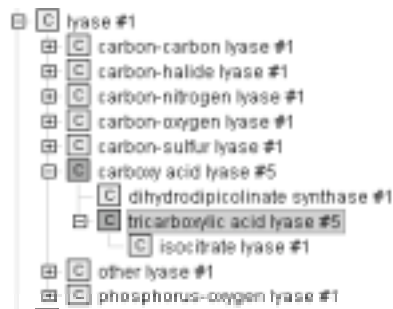 C lyase #1
C carbon-carbon lyase #1
C carbon-halide lyase #1
C carbon-nitrogen lyase #1
C carbon-oxygen lyase #1
C carbon-sulfur lyase #1
C carboxy acid lyase #5
C dihydrodipicolinate synthase #1
C tricarboxylic acid lyase #5
C isocitrate lyase #1
C other lyase #1
C phosphorus-oxygen lyase #1